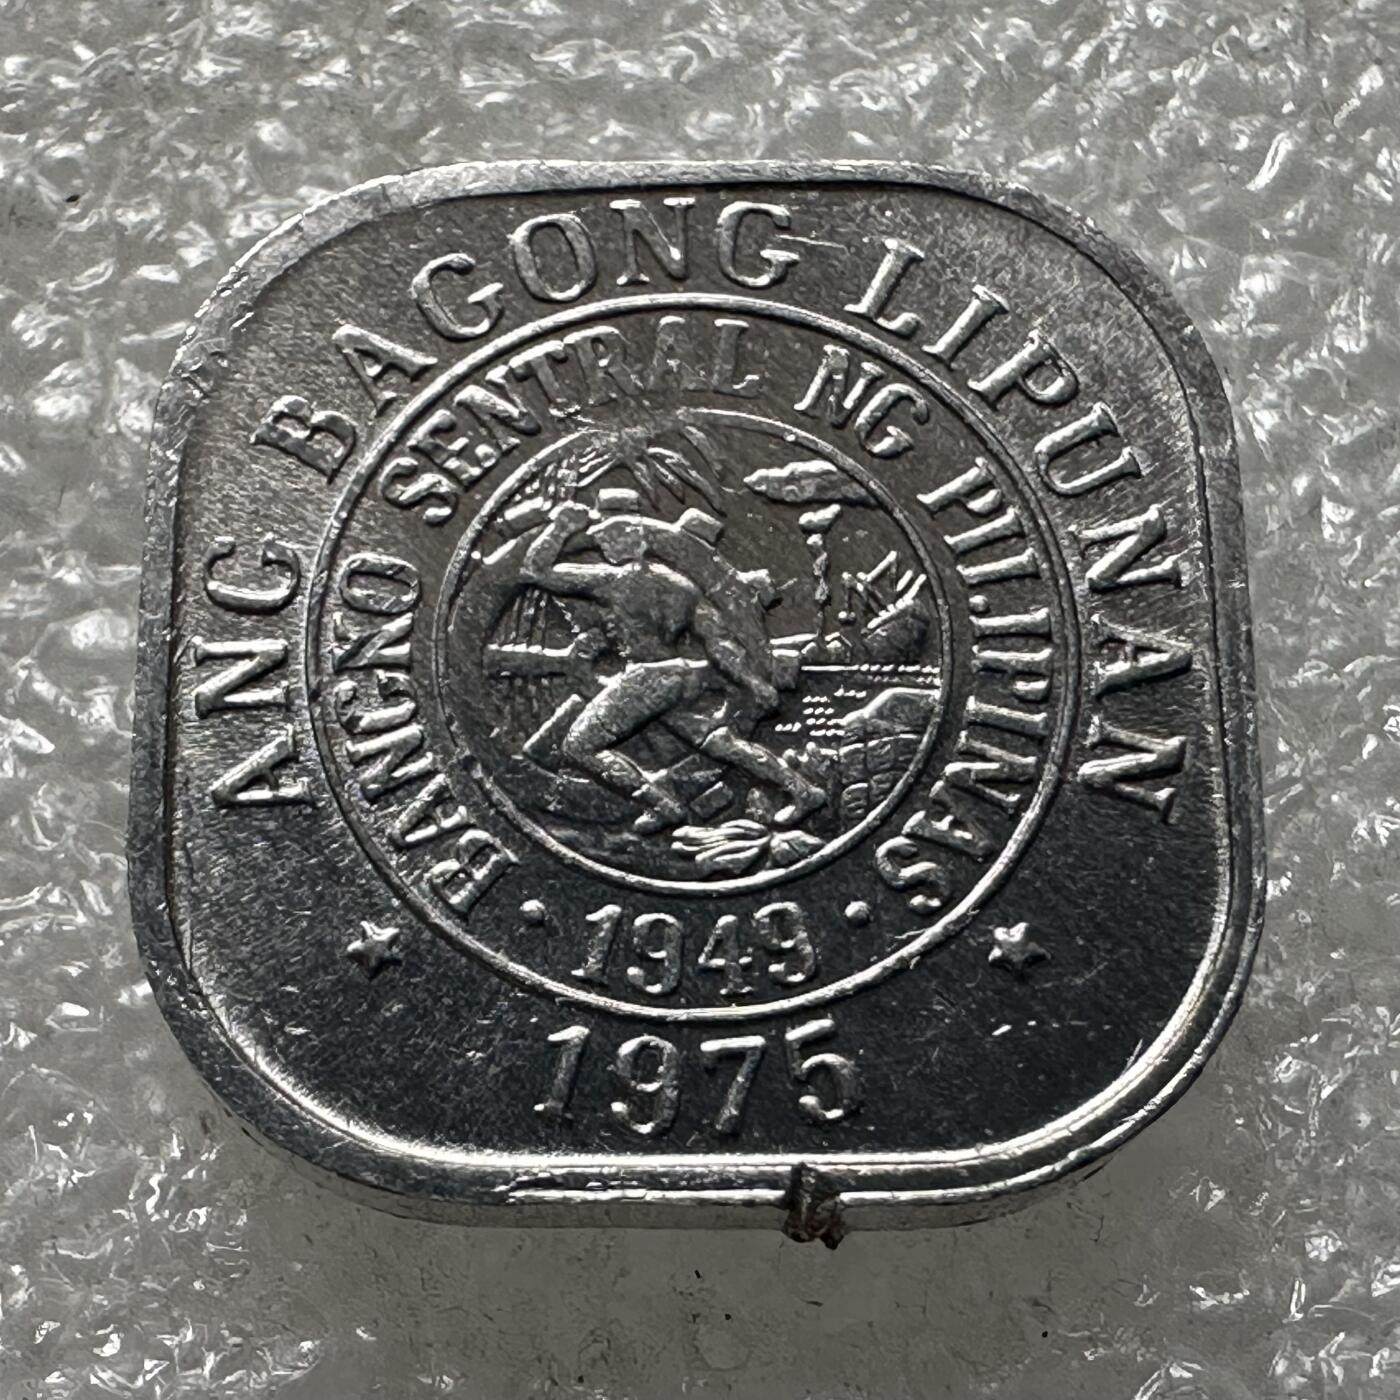 ANG BAGONG LIPUNAN
BANGKO SENTRAL NG PILIPINAS
· 1949 ·
1975